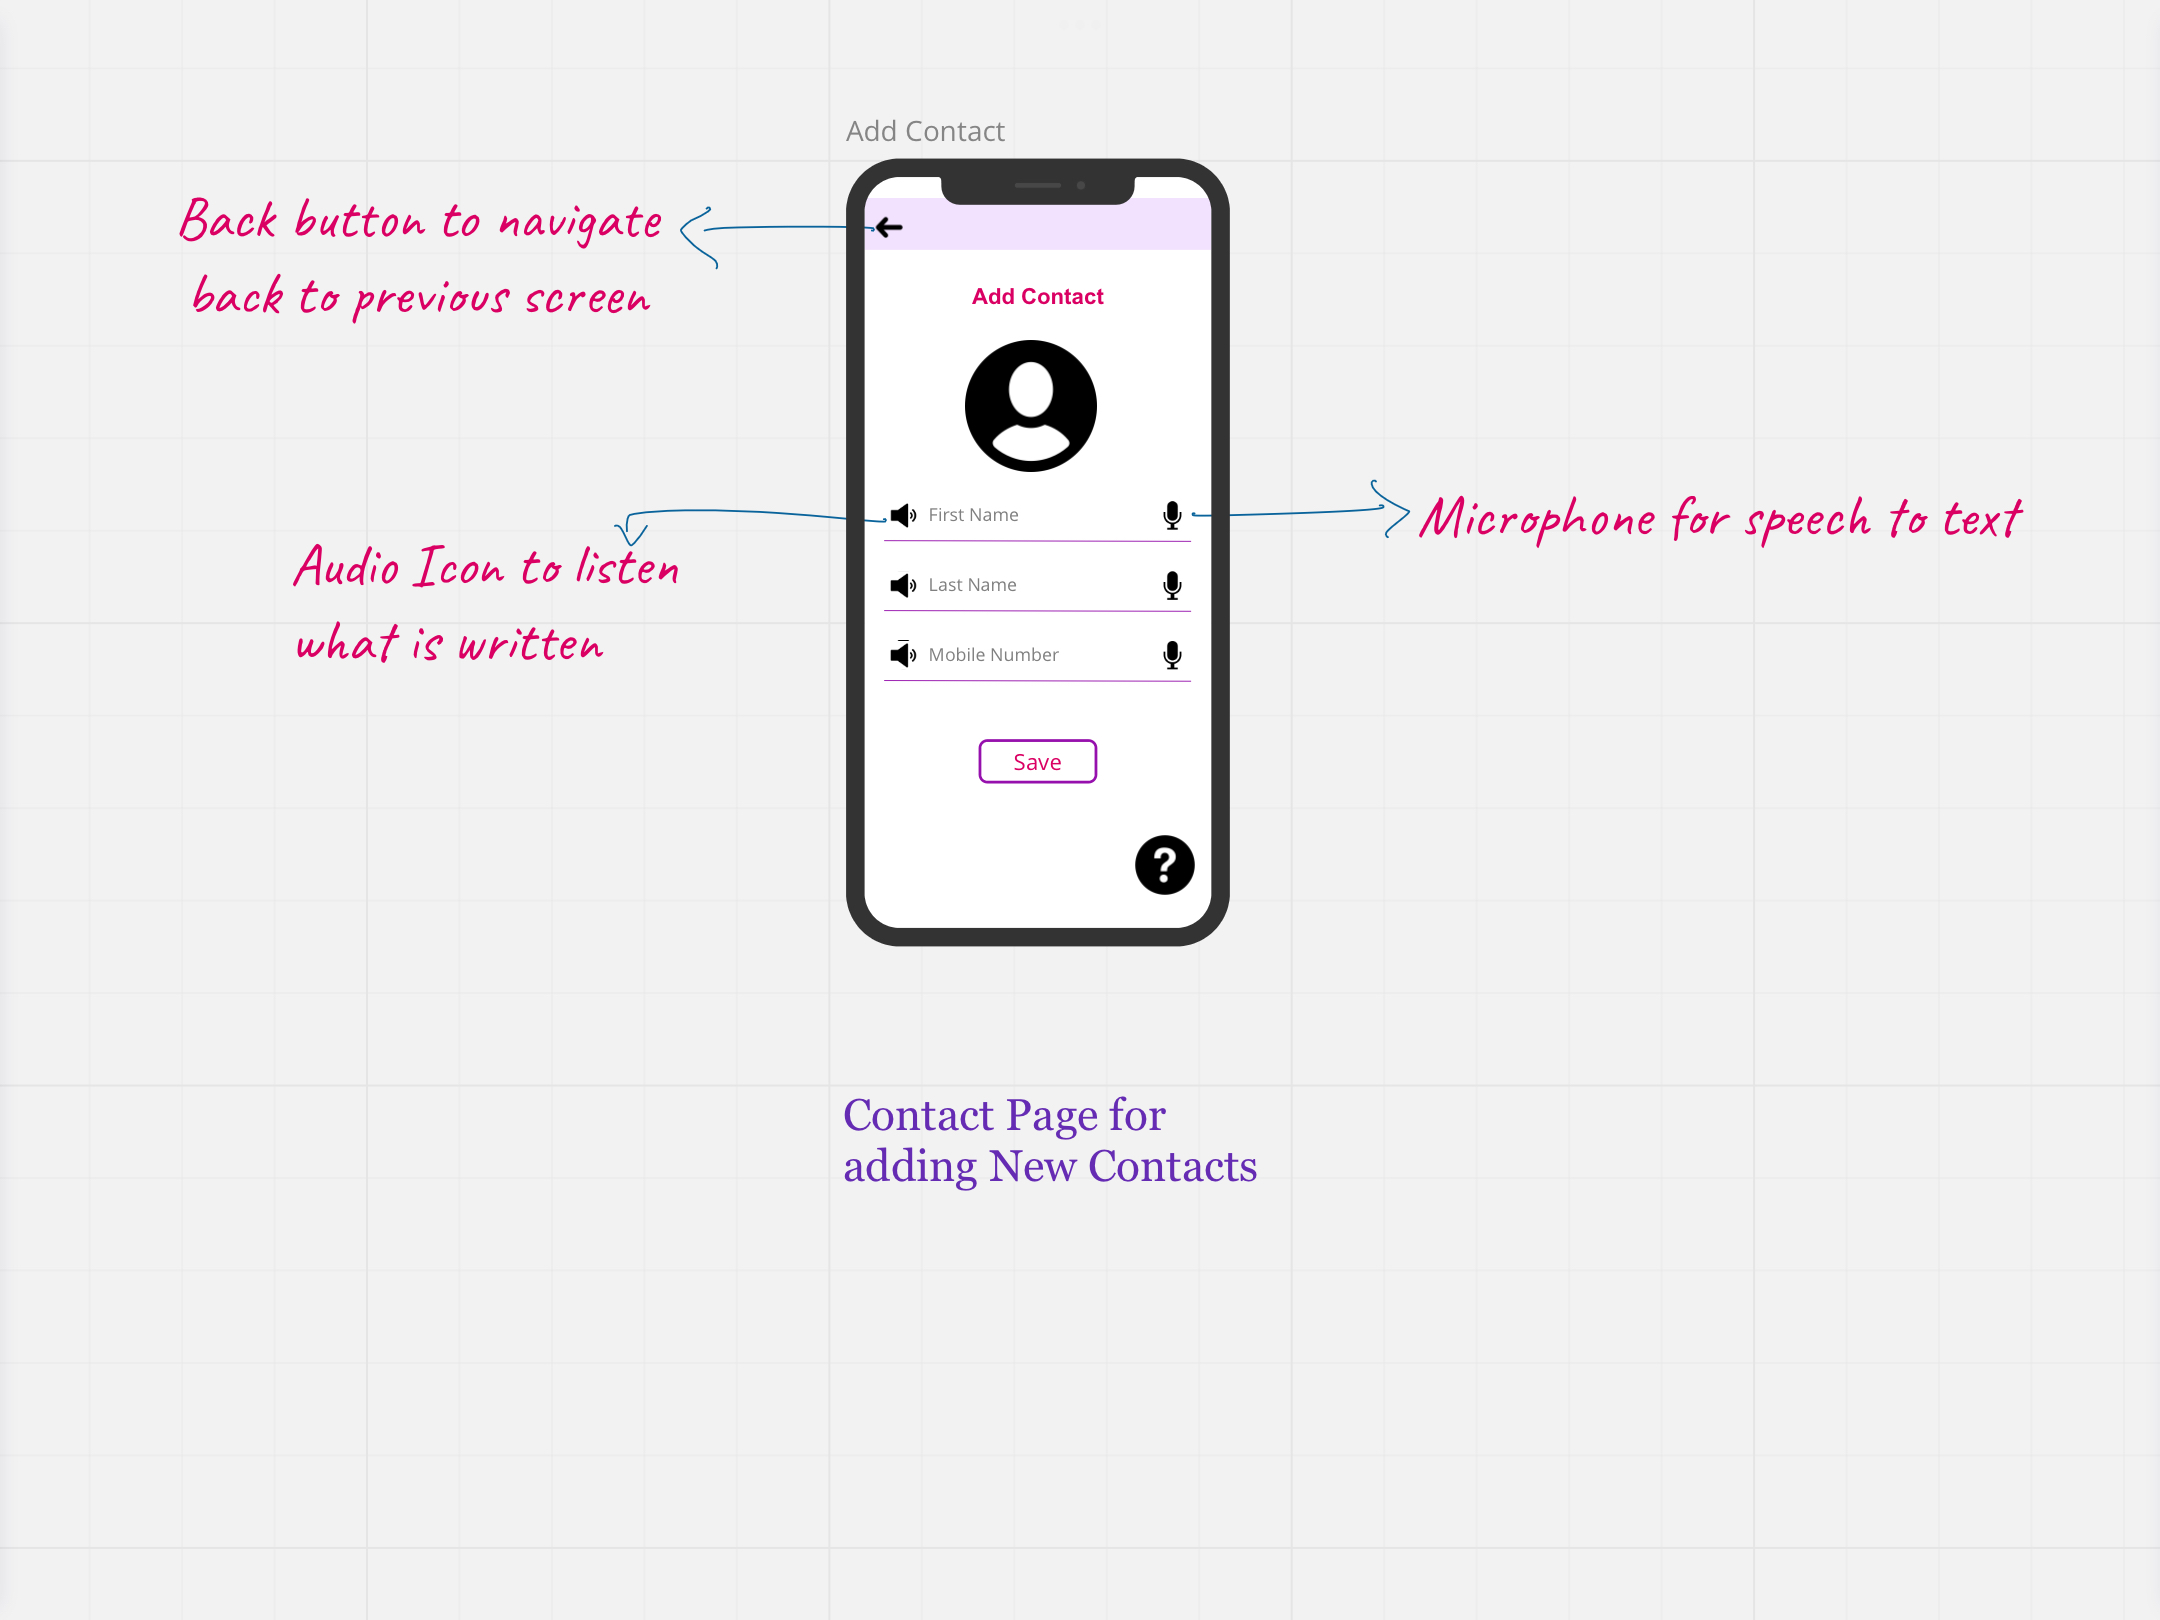 Add Contact
Back button to navigate
back to previous screen
Add Contact
First Name
Microphone for speech to text
Audio Icon to listen
what is written
Last Name
Mobile Number
Save
?
Contact Page for
adding New Contacts